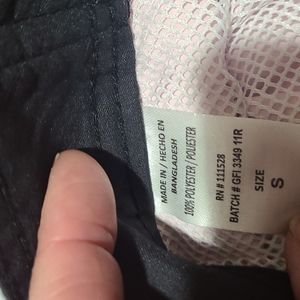 MADE IN / HECHO EN
BANGLADESH
100% POLYESTER / POLIESTER
RN # 111528
BATCH # GFI 3349 11R
SIZE
S